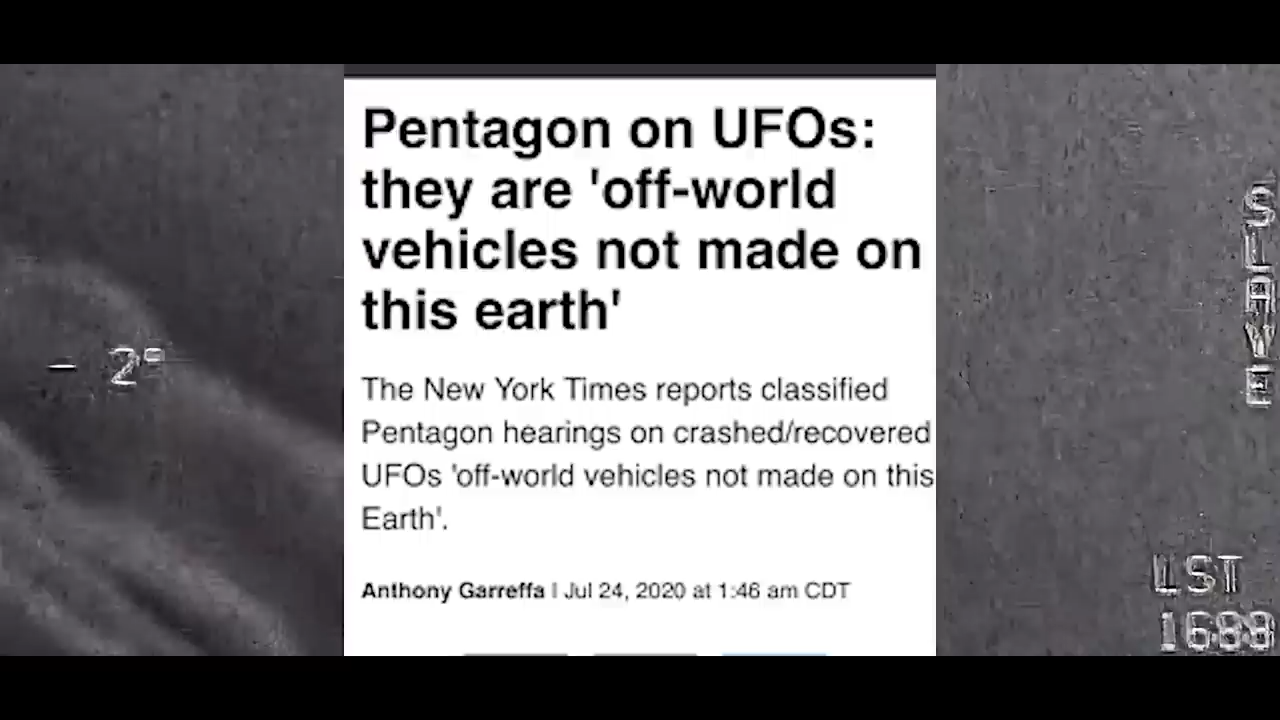 Pentagon on UFOs:
they are 'off-world
vehicles not made on
this earth'
The New York Times reports classified
Pentagon hearings on crashed/recovered
UFOs 'off-world vehicles not made on this
Earth'.
Anthony Garreffa | Jul 24, 2020 at 1:46 am CDT
- 2°
SLAVE
LST
1688